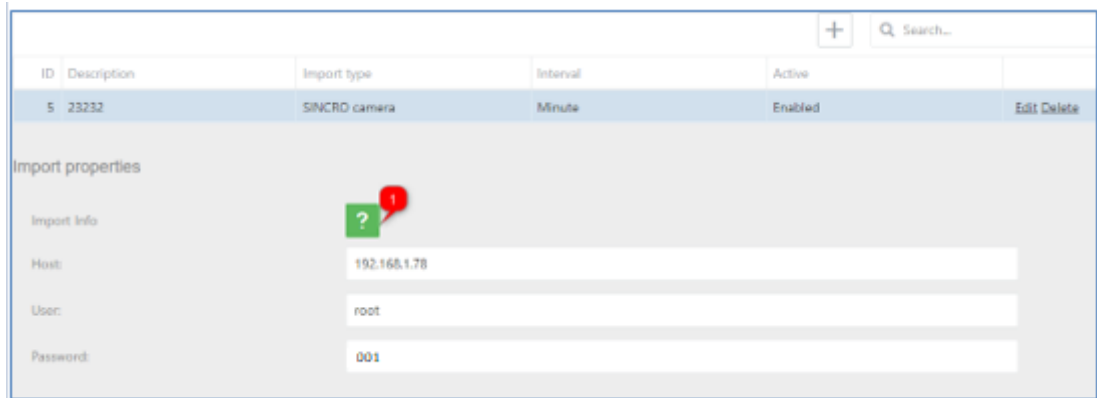 Search...
ID Description Import type Interval Active
5 23232 SINCRO camera Minute Enabled Edit Delete
Import properties
1
Import Info ?
Host: 192.168.1.78
User: root
Password: 001